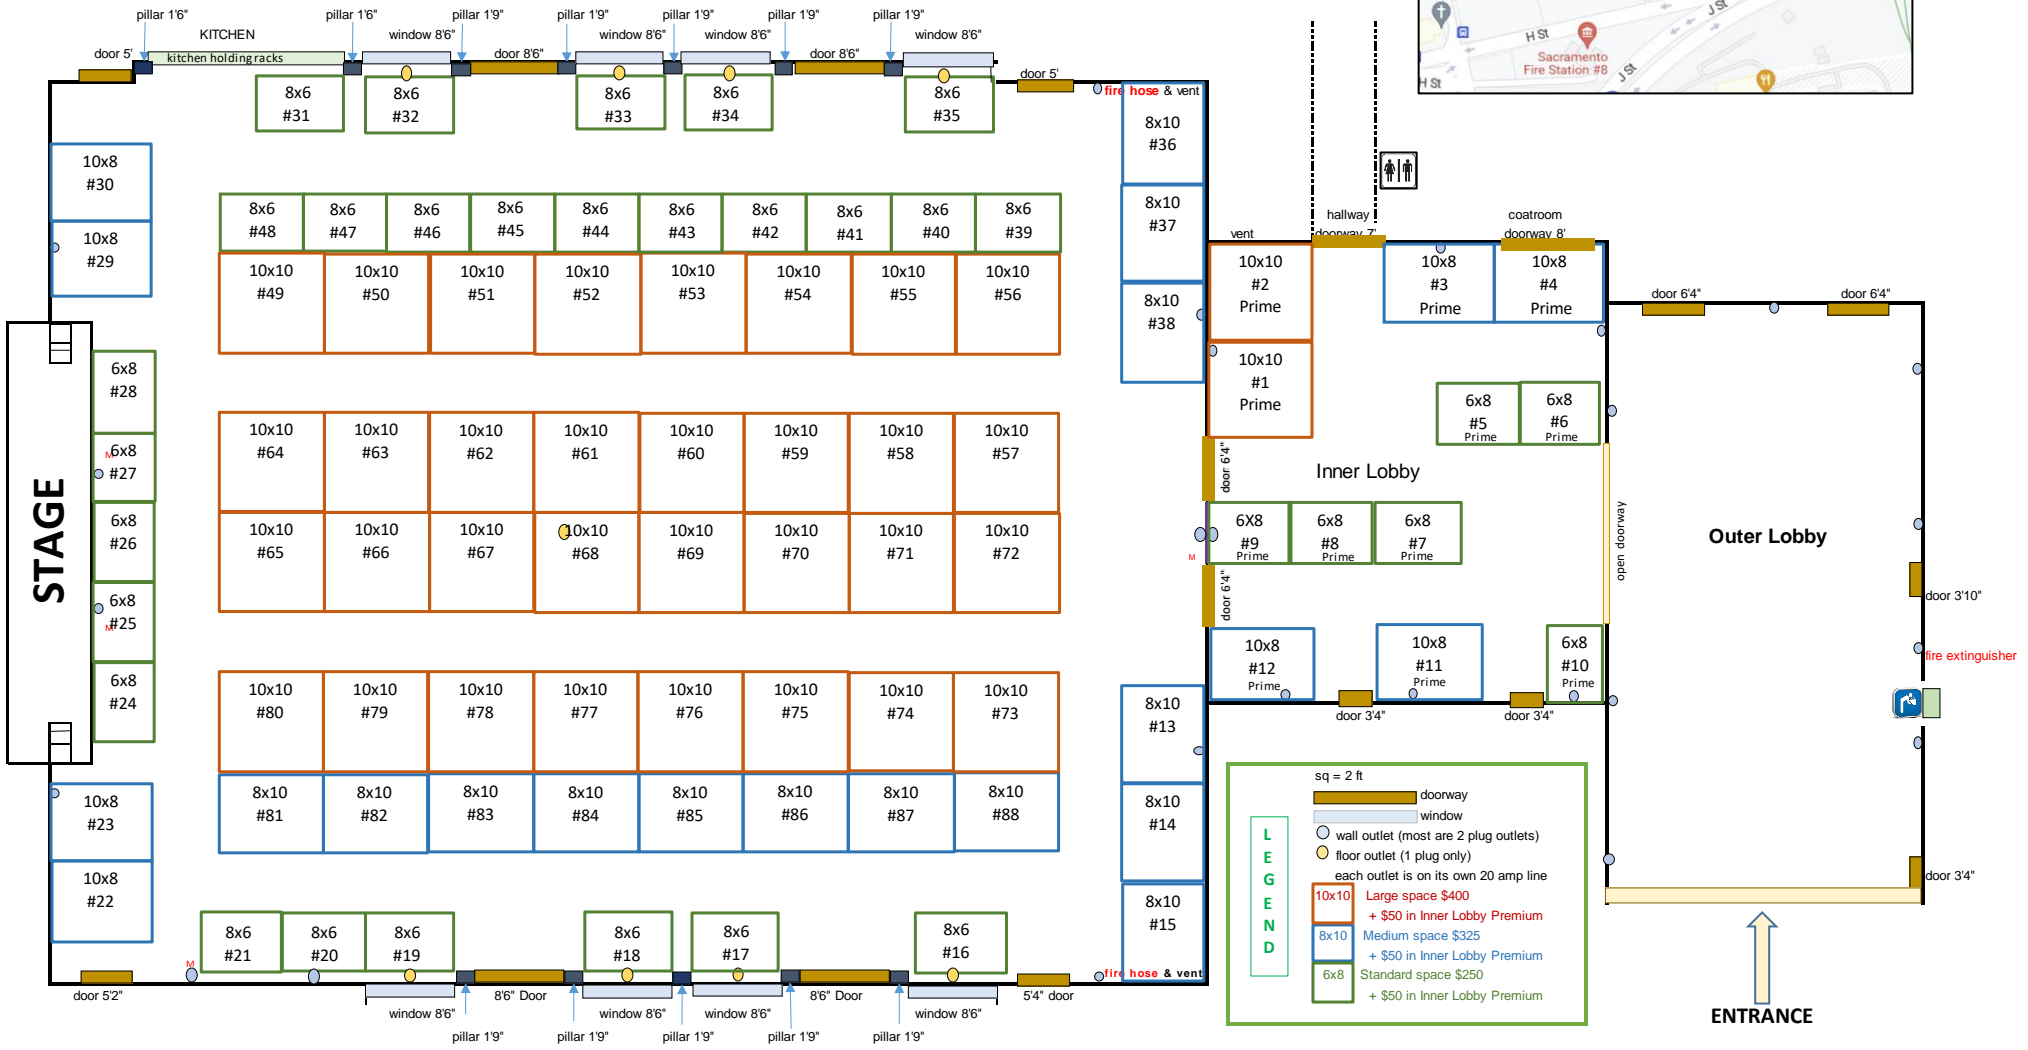 pillar 1'6"
pillar 1'6"
pillar 1'9"
pillar 1'9"
pillar 1'9"
pillar 1'9"
pillar 1'9"
KITCHEN
window 8'6"
window 8'6"
window 8'6"
window 8'6"
door 5'
kitchen holding racks
door 8'6"
door 8'6"
door 5'
fire hose & vent
H St
J St
Sacramento
Fire Station #8
J St
H St
8x6
#31
8x6
#32
8x6
#33
8x6
#34
8x6
#35
8x10
#36
8x10
#37
8x10
#38
10x8
#30
10x8
#29
8x6
#48
8x6
#47
8x6
#46
8x6
#45
8x6
#44
8x6
#43
8x6
#42
8x6
#41
8x6
#40
8x6
#39
10x10
#49
10x10
#50
10x10
#51
10x10
#52
10x10
#53
10x10
#54
10x10
#55
10x10
#56
hallway
doorway 7'
coatroom
doorway 8'
vent
10x10
#2
Prime
10x8
#3
Prime
10x8
#4
Prime
10x10
#1
Prime
6x8
#5
Prime
6x8
#6
Prime
door 6'4"
door 6'4"
STAGE
6x8
#28
M
6x8
#27
6x8
#26
6x8
#25
M
6x8
#24
10x10
#64
10x10
#63
10x10
#62
10x10
#61
10x10
#60
10x10
#59
10x10
#58
10x10
#57
10x10
#65
10x10
#66
10x10
#67
10x10
#68
10x10
#69
10x10
#70
10x10
#71
10x10
#72
door 6'4"
Inner Lobby
M
6X8
#9
Prime
6x8
#8
Prime
6x8
#7
Prime
door 6'4"
open doorway
Outer Lobby
door 3'10"
fire extinguisher
10x8
#12
Prime
10x8
#11
Prime
6x8
#10
Prime
door 3'4"
door 3'4"
10x10
#80
10x10
#79
10x10
#78
10x10
#77
10x10
#76
10x10
#75
10x10
#74
10x10
#73
8x10
#81
8x10
#82
8x10
#83
8x10
#84
8x10
#85
8x10
#86
8x10
#87
8x10
#88
8x10
#13
8x10
#14
8x10
#15
10x8
#23
10x8
#22
8x6
#21
8x6
#20
8x6
#19
8x6
#18
8x6
#17
8x6
#16
M
fire hose & vent
door 5'2"
8'6" Door
8'6" Door
5'4" door
window 8'6"
window 8'6"
window 8'6"
window 8'6"
pillar 1'9"
pillar 1'9"
pillar 1'9"
pillar 1'9"
pillar 1'9"
LEGEND
sq = 2 ft
doorway
window
wall outlet (most are 2 plug outlets)
floor outlet (1 plug only)
each outlet is on its own 20 amp line
10x10 Large space $400
+ $50 in Inner Lobby Premium
8x10 Medium space $325
+ $50 in Inner Lobby Premium
6x8 Standard space $250
+ $50 in Inner Lobby Premium
door 3'4"
ENTRANCE